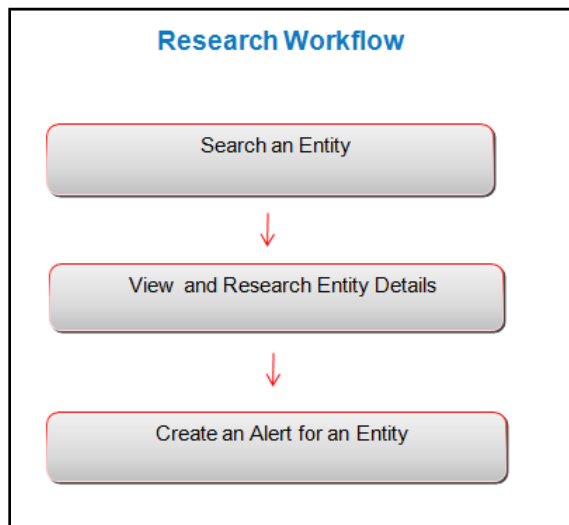 Research Workflow
Search an Entity
View and Research Entity Details
Create an Alert for an Entity